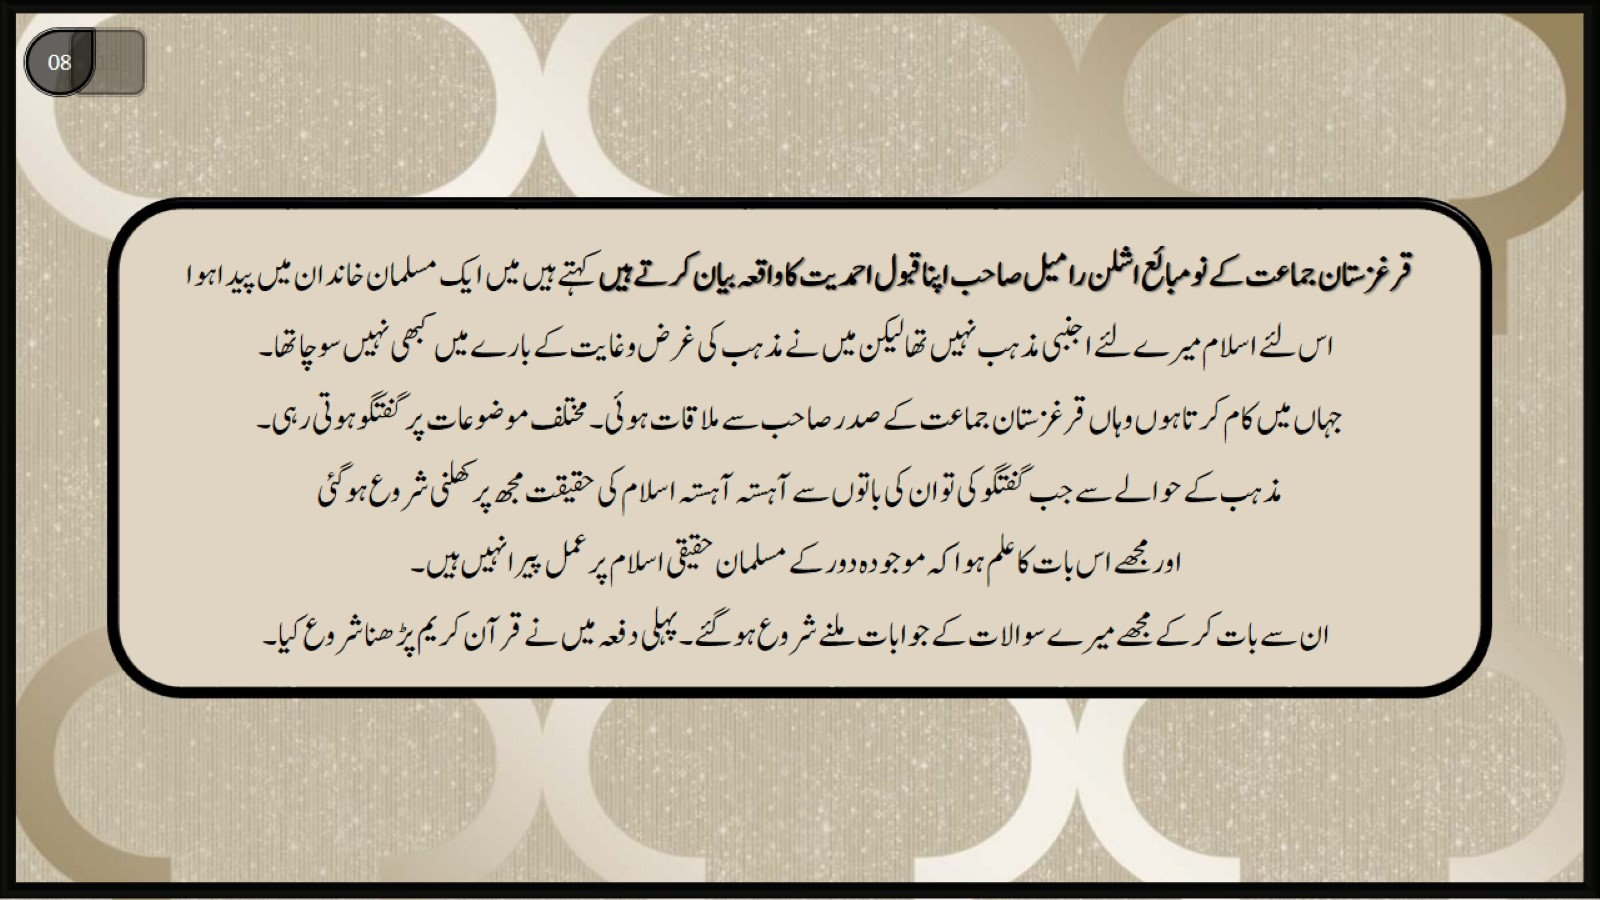 08
قرغزستان جماعت کے نومبائع اشلن رامیل صاحب اپنا قبول احمدیت کا واقعہ بیان کرتے ہیں کہتے ہیں میں ایک مسلمان خاندان میں پیدا ہوا
اس لئے اسلام میرے لئے اجنبی مذہب نہیں تھا لیکن میں نے مذہب کی غرض و غایت کے بارے میں کبھی نہیں سوچا تھا۔
جہاں میں کام کرتا ہوں وہاں قرغزستان جماعت کے صدر صاحب سے ملاقات ہوئی۔ مختلف موضوعات پر گفتگو ہوتی رہی۔
مذہب کے حوالے سے جب گفتگو کی تو ان کی باتوں سے آہستہ آہستہ اسلام کی حقیقت مجھ پر کھلنی شروع ہو گئی
اور مجھے اس بات کا علم ہوا کہ موجودہ دور کے مسلمان حقیقی اسلام پر عمل پیرا نہیں ہیں۔
ان سے بات کر کے مجھے میرے سوالات کے جوابات ملنے شروع ہو گئے۔ پہلی دفعہ میں نے قرآن کریم پڑھنا شروع کیا۔